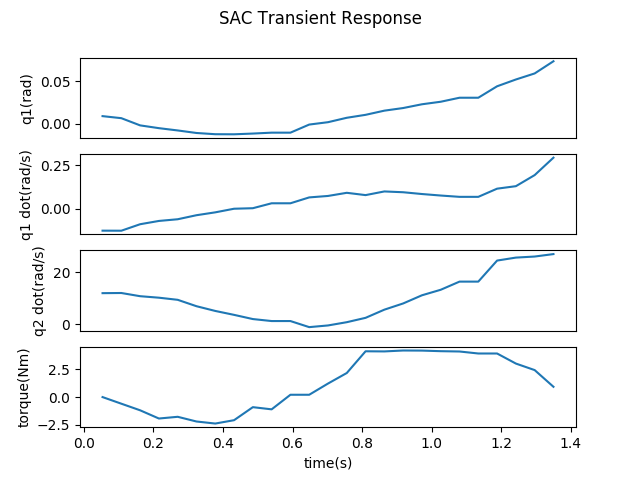 SAC Transient Response
q1(rad)
0.05
0.00
q1 dot(rad/s)
0.25
0.00
q2 dot(rad/s)
20
0
torque(Nm)
2.5
0.0
−2.5
0.0 0.2 0.4 0.6 0.8 1.0 1.2 1.4
time(s)